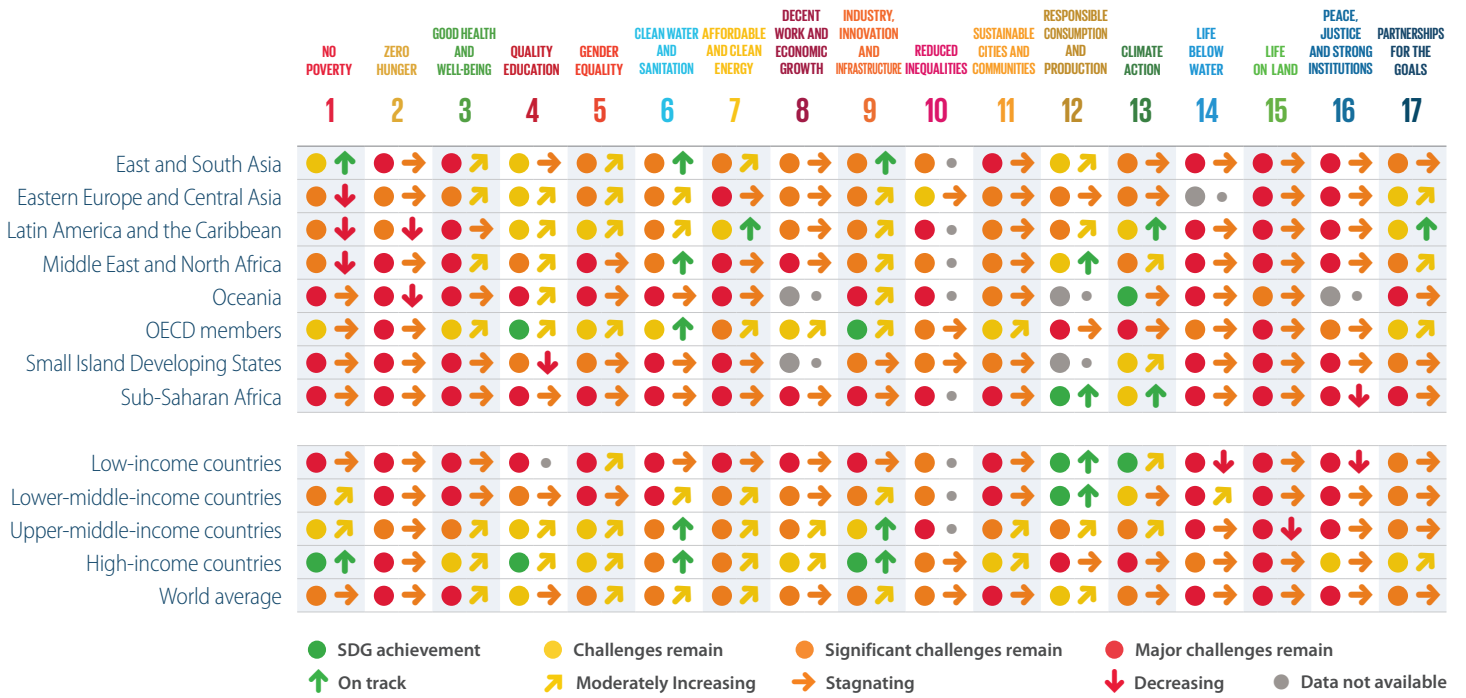 NO
POVERTY
ZERO
HUNGER
GOOD HEALTH
AND
WELL-BEING
QUALITY
EDUCATION
GENDER
EQUALITY
CLEAN WATER
AND
SANITATION
AFFORDABLE
AND CLEAN
ENERGY
DECENT
WORK AND
ECONOMIC
GROWTH
INDUSTRY,
INNOVATION
AND
INFRASTRUCTURE
REDUCED
INEQUALITIES
SUSTAINABLE
CITIES AND
COMMUNITIES
RESPONSIBLE
CONSUMPTION
AND
PRODUCTION
CLIMATE
ACTION
LIFE
BELOW
WATER
LIFE
ON LAND
PEACE,
JUSTICE
AND STRONG
INSTITUTIONS
PARTNERSHIPS
FOR THE
GOALS
1 2 3 4 5 6 7 8 9 10 11 12 13 14 15 16 17
East and South Asia
Eastern Europe and Central Asia
Latin America and the Caribbean
Middle East and North Africa
Oceania
OECD members
Small Island Developing States
Sub-Saharan Africa
Low-income countries
Lower-middle-income countries
Upper-middle-income countries
High-income countries
World average
SDG achievement Challenges remain Significant challenges remain Major challenges remain
On track Moderately Increasing Stagnating Decreasing Data not available